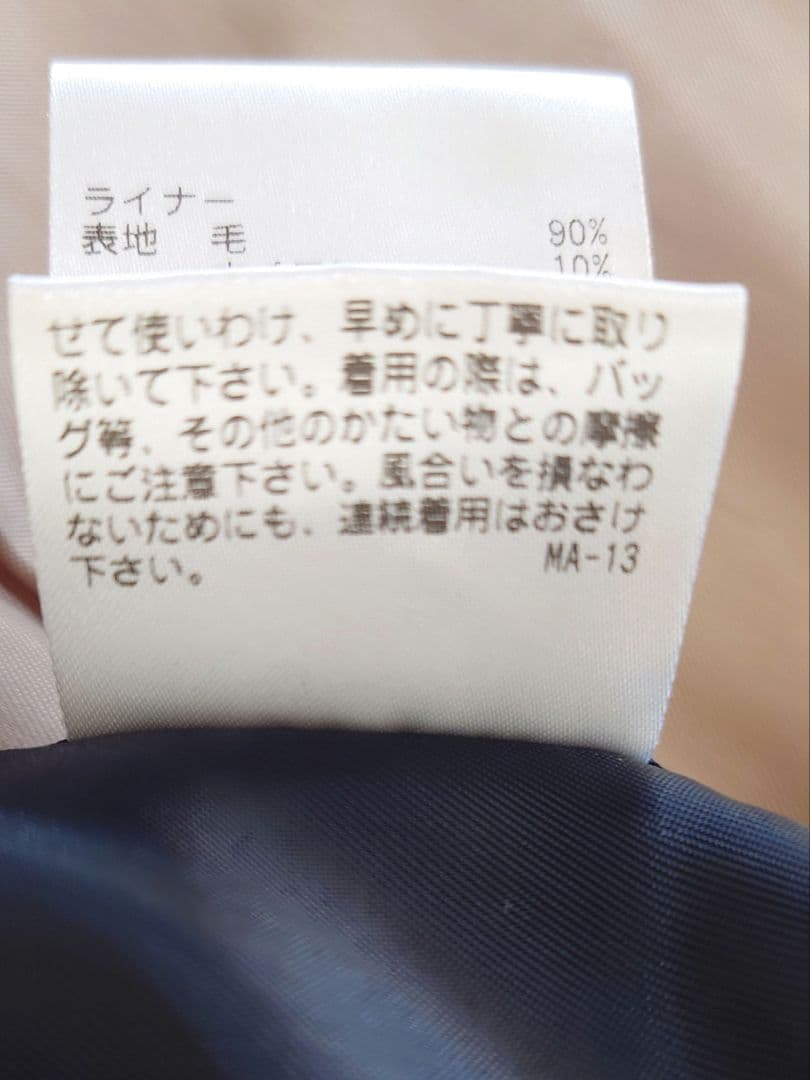 ライナー
表地 毛 90%
10%
せて使いわけ、早めに丁寧に取り
除いて下さい。着用の際は、バッ
グ等、その他のかたい物との摩擦
にご注意下さい。風合いを損なわ
ないためにも、連続着用はおさけ
下さい。 MA-13